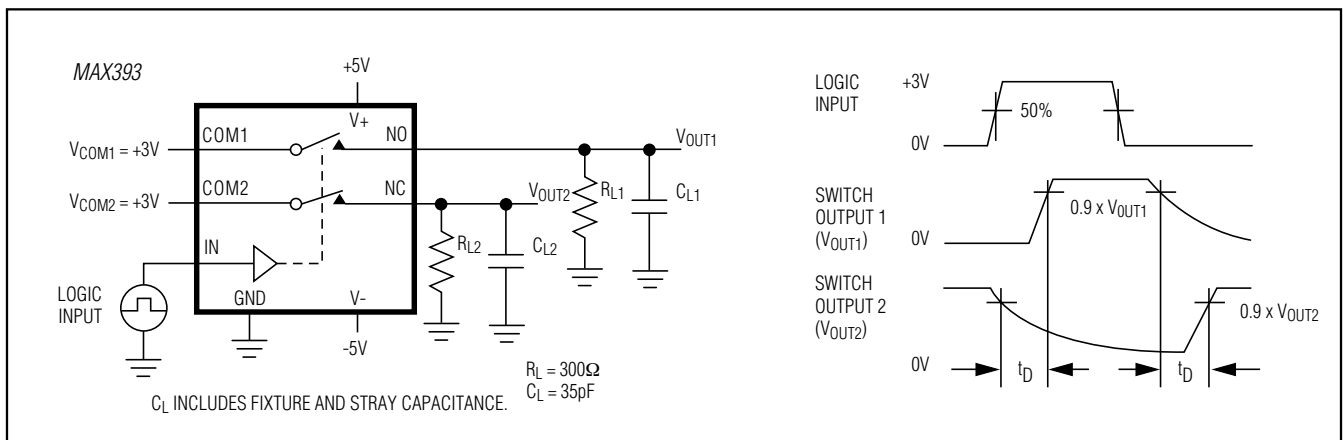 MAX393
+5V
V+
COM1
NO
VCOM1 = +3V
VOUT1
COM2
NC
VCOM2 = +3V
VOUT2
RL1
CL1
RL2
CL2
IN
LOGIC
INPUT
GND
V-
-5V
RL = 300Ω
CL = 35pF
CL INCLUDES FIXTURE AND STRAY CAPACITANCE.
LOGIC
INPUT
+3V
50%
0V
SWITCH
OUTPUT 1
(VOUT1)
0.9 x VOUT1
0V
SWITCH
OUTPUT 2
(VOUT2)
0.9 x VOUT2
0V
tD
tD